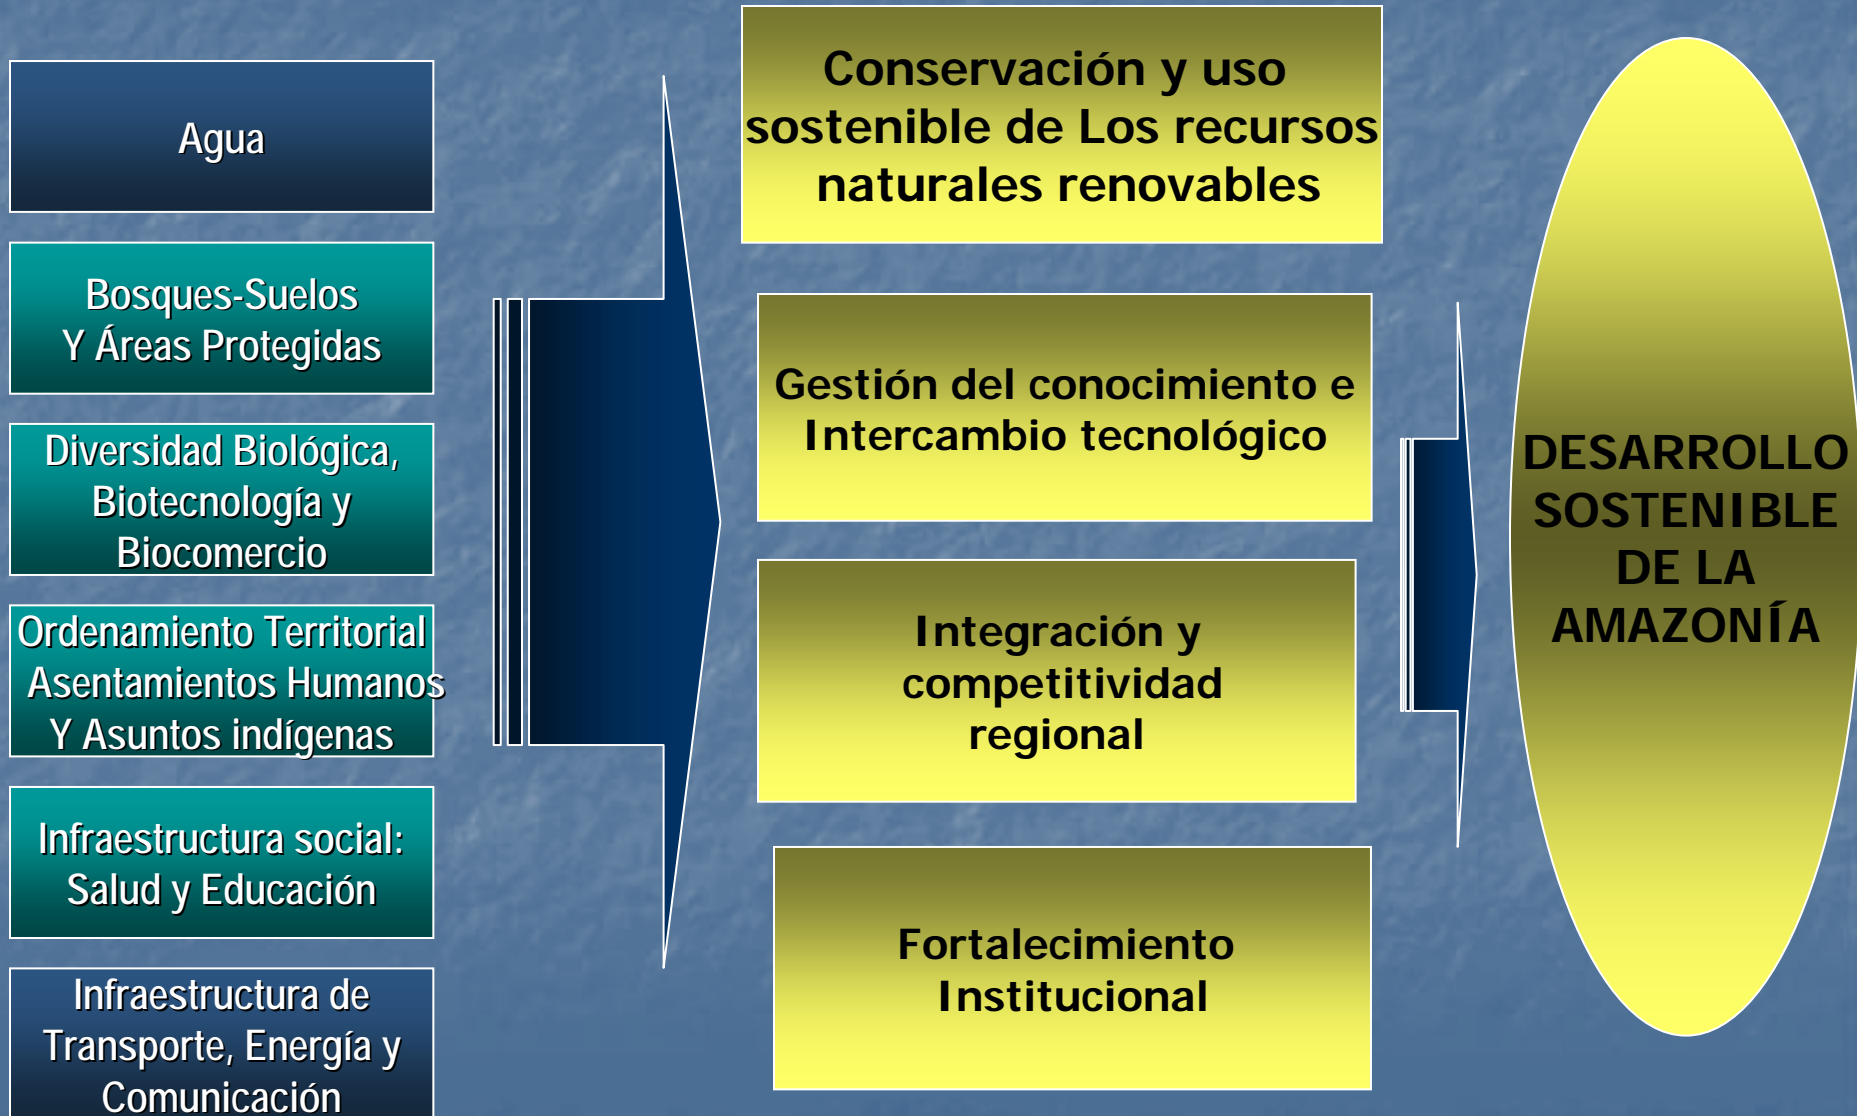 Agua
Bosques-Suelos
Y Áreas Protegidas
Diversidad Biológica,
Biotecnología y
Biocomercio
Ordenamiento Territorial
Asentamientos Humanos
Y Asuntos indígenas
Infraestructura social:
Salud y Educación
Infraestructura de
Transporte, Energía y
Comunicación
Conservación y uso
sostenible de Los recursos
naturales renovables
Gestión del conocimiento e
Intercambio tecnológico
Integración y
competitividad
regional
Fortalecimiento
Institucional
DESARROLLO
SOSTENIBLE
DE LA
AMAZONÍA